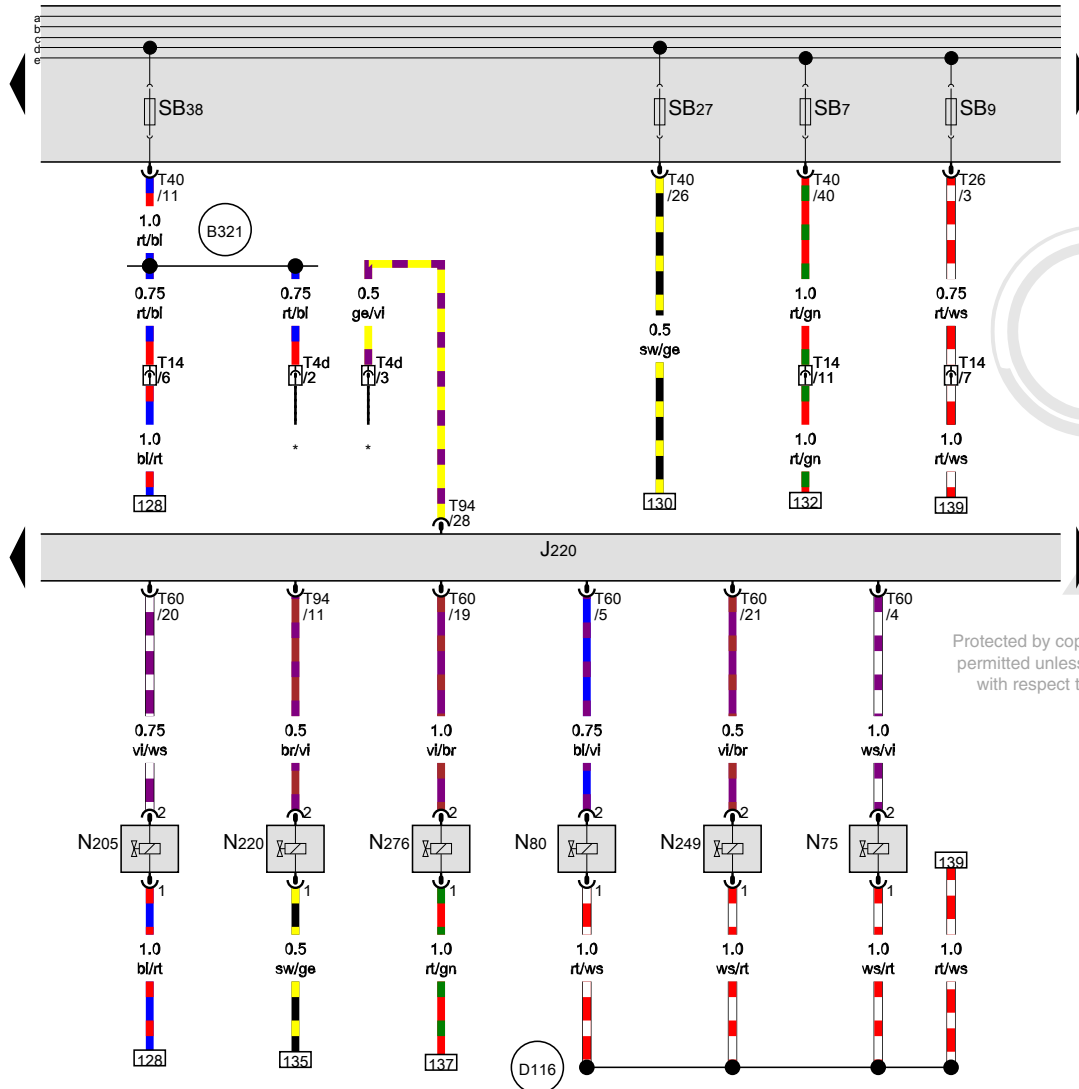 a
b
c
d
e
SB38 SB27 SB7 SB9
T40 /11 T40 /26 T40 /40 T26 /3
1.0 rt/bl
B321
0.75 rt/bl 0.75 rt/bl 0.5 ge/vi 0.5 sw/ge 1.0 rt/gn 0.75 rt/ws
T14 /6 T4d /2 T4d /3 T14 /11 T14 /7
* *
1.0 bl/rt 1.0 rt/gn 1.0 rt/ws
128 130 132 139
T94 /28
J220
T60 /20 T94 /11 T60 /19 T60 /5 T60 /21 T60 /4
Protected by cop
permitted unless
with respect t
0.75 vi/ws 0.5 br/vi 1.0 vi/br 0.75 bl/vi 0.5 vi/br 1.0 ws/vi
2 2 2 2 2 2
N205 N220 N276 N80 N249 N75
139
1 1 1 1 1 1
1.0 bl/rt 0.5 sw/ge 1.0 rt/gn 1.0 rt/ws 1.0 ws/rt 1.0 ws/rt 1.0 rt/ws
128 135 137
D116